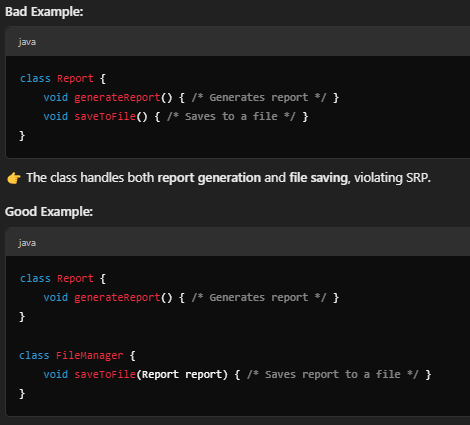 Bad Example:
java
class Report {
    void generateReport() { /* Generates report */ }
    void saveToFile() { /* Saves to a file */ }
}
👉 The class handles both report generation and file saving, violating SRP.
Good Example:
java
class Report {
    void generateReport() { /* Generates report */ }
}
class FileManager {
    void saveToFile(Report report) { /* Saves report to a file */ }
}